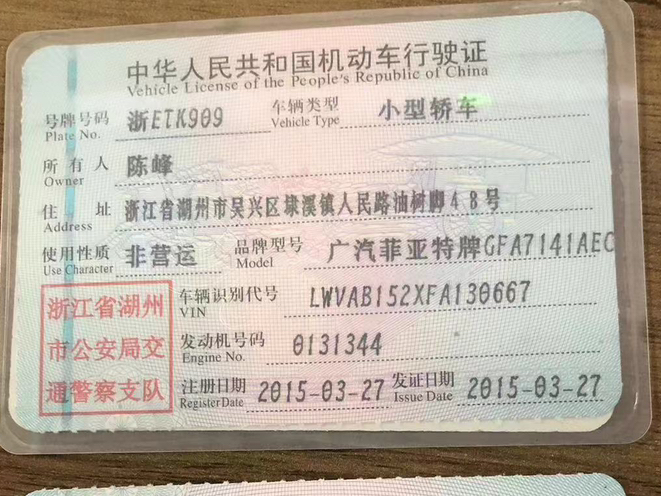 中华人民共和国机动车行驶证
Vehicle License of the People's Republic of China
号牌号码 浙ETK909 车辆类型 小型轿车
Plate No. Vehicle Type
所有人 陈峰
Owner
住址 浙江省湖州市吴兴区埭溪镇人民路油树脚48号
Address
使用性质 非营运 品牌型号 广汽菲亚特牌GFA7141AEC
Use Character Model
浙江省湖州
市公安局交
通警察支队
车辆识别代号 LWVAB152XFA130667
VIN
发动机号码 0131344
Engine No.
注册日期 2015-03-27 发证日期 2015-03-27
Register Date Issue Date